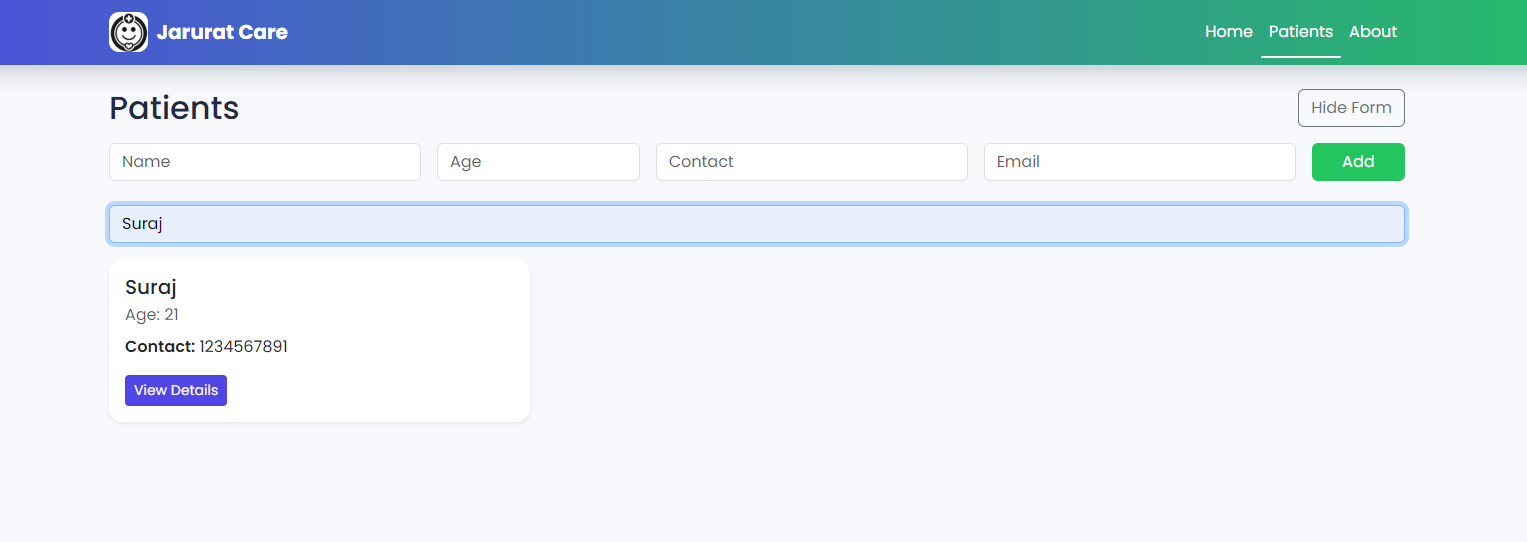 Jarurat Care Home Patients About
Patients Hide Form
Name Age Contact Email Add
Suraj
Suraj
Age: 21
Contact: 1234567891
View Details